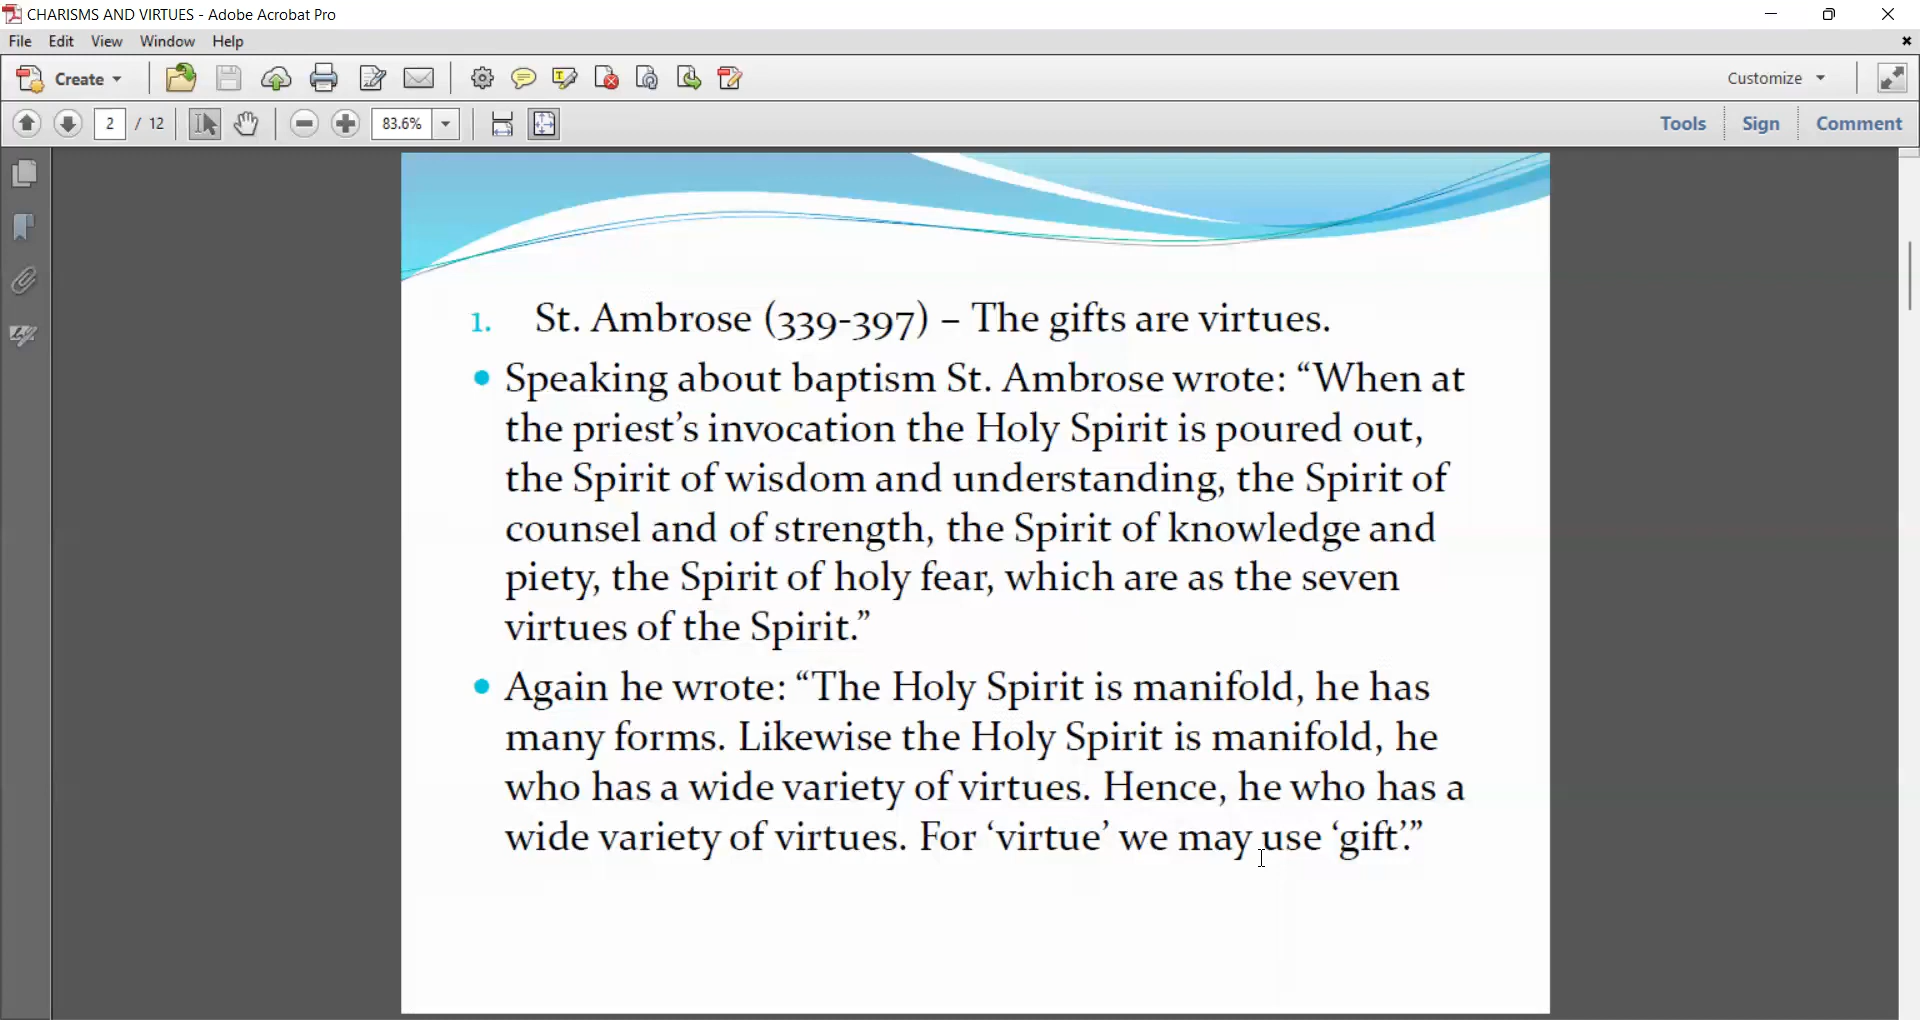 CHARISMS AND VIRTUES - Adobe Acrobat Pro
File Edit View Window Help
Create
Customize
2 / 12
83.6%
Tools Sign Comment
1. St. Ambrose (339-397) – The gifts are virtues.
• Speaking about baptism St. Ambrose wrote: “When at
the priest’s invocation the Holy Spirit is poured out,
the Spirit of wisdom and understanding, the Spirit of
counsel and of strength, the Spirit of knowledge and
piety, the Spirit of holy fear, which are as the seven
virtues of the Spirit.”
• Again he wrote: “The Holy Spirit is manifold, he has
many forms. Likewise the Holy Spirit is manifold, he
who has a wide variety of virtues. Hence, he who has a
wide variety of virtues. For ‘virtue’ we may use ‘gift’.”